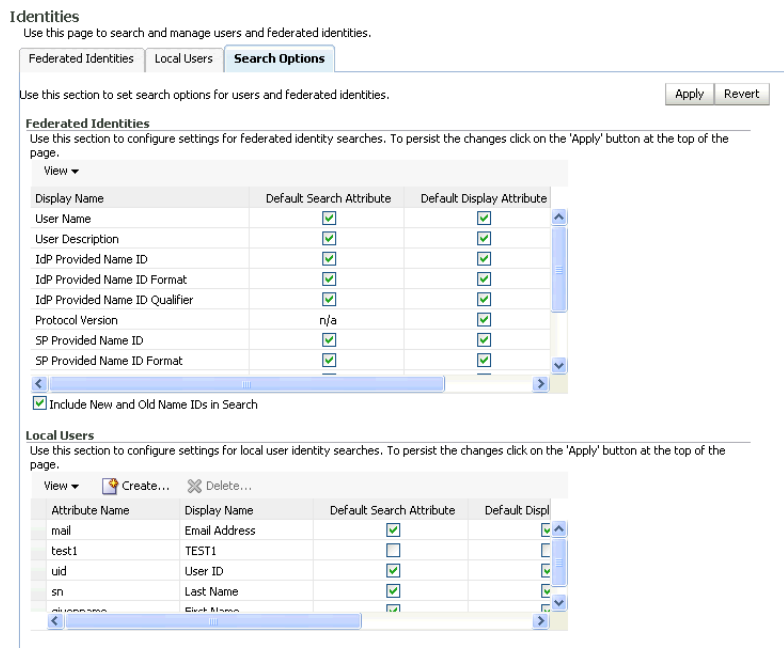 Identities
Use this page to search and manage users and federated identities.
Federated Identities Local Users Search Options
Use this section to set search options for users and federated identities. Apply Revert
Federated Identities
Use this section to configure settings for federated identity searches. To persist the changes click on the 'Apply' button at the top of the
page.
View
Display Name Default Search Attribute Default Display Attribute
User Name
User Description
IdP Provided Name ID
IdP Provided Name ID Format
IdP Provided Name ID Qualifier
Protocol Version n/a
SP Provided Name ID
SP Provided Name ID Format
Include New and Old Name IDs in Search
Local Users
Use this section to configure settings for local user identity searches. To persist the changes click on the 'Apply' button at the top of the
page.
View Create... Delete...
Attribute Name Display Name Default Search Attribute Default Displ
mail Email Address
test1 TEST1
uid User ID
sn Last Name
givenname First Name